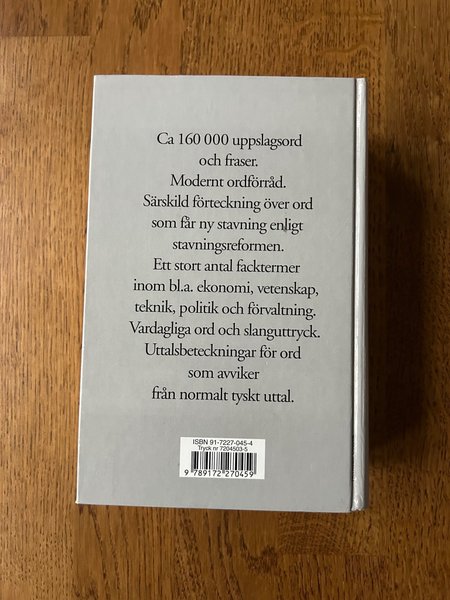 Ca 160 000 uppslagsord
och fraser.
Modernt ordförråd.
Särskild förteckning över ord
som får ny stavning enligt
stavningsreformen.
Ett stort antal facktermer
inom bl.a. ekonomi, vetenskap,
teknik, politik och förvaltning.
Vardagliga ord och slanguttryck.
Uttalsbeteckningar för ord
som avviker
från normalt tyskt uttal.
ISBN 91-7227-045-4
Tryck nr 7204503-5
9 789172 270459